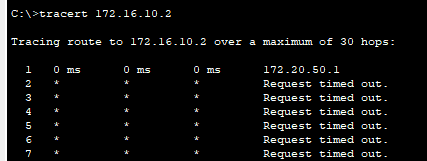 C:\>tracert 172.16.10.2
Tracing route to 172.16.10.2 over a maximum of 30 hops:
1 0 ms 0 ms 0 ms 172.20.50.1
2 * * * Request timed out.
3 * * * Request timed out.
4 * * * Request timed out.
5 * * * Request timed out.
6 * * * Request timed out.
7 * * * Request timed out.